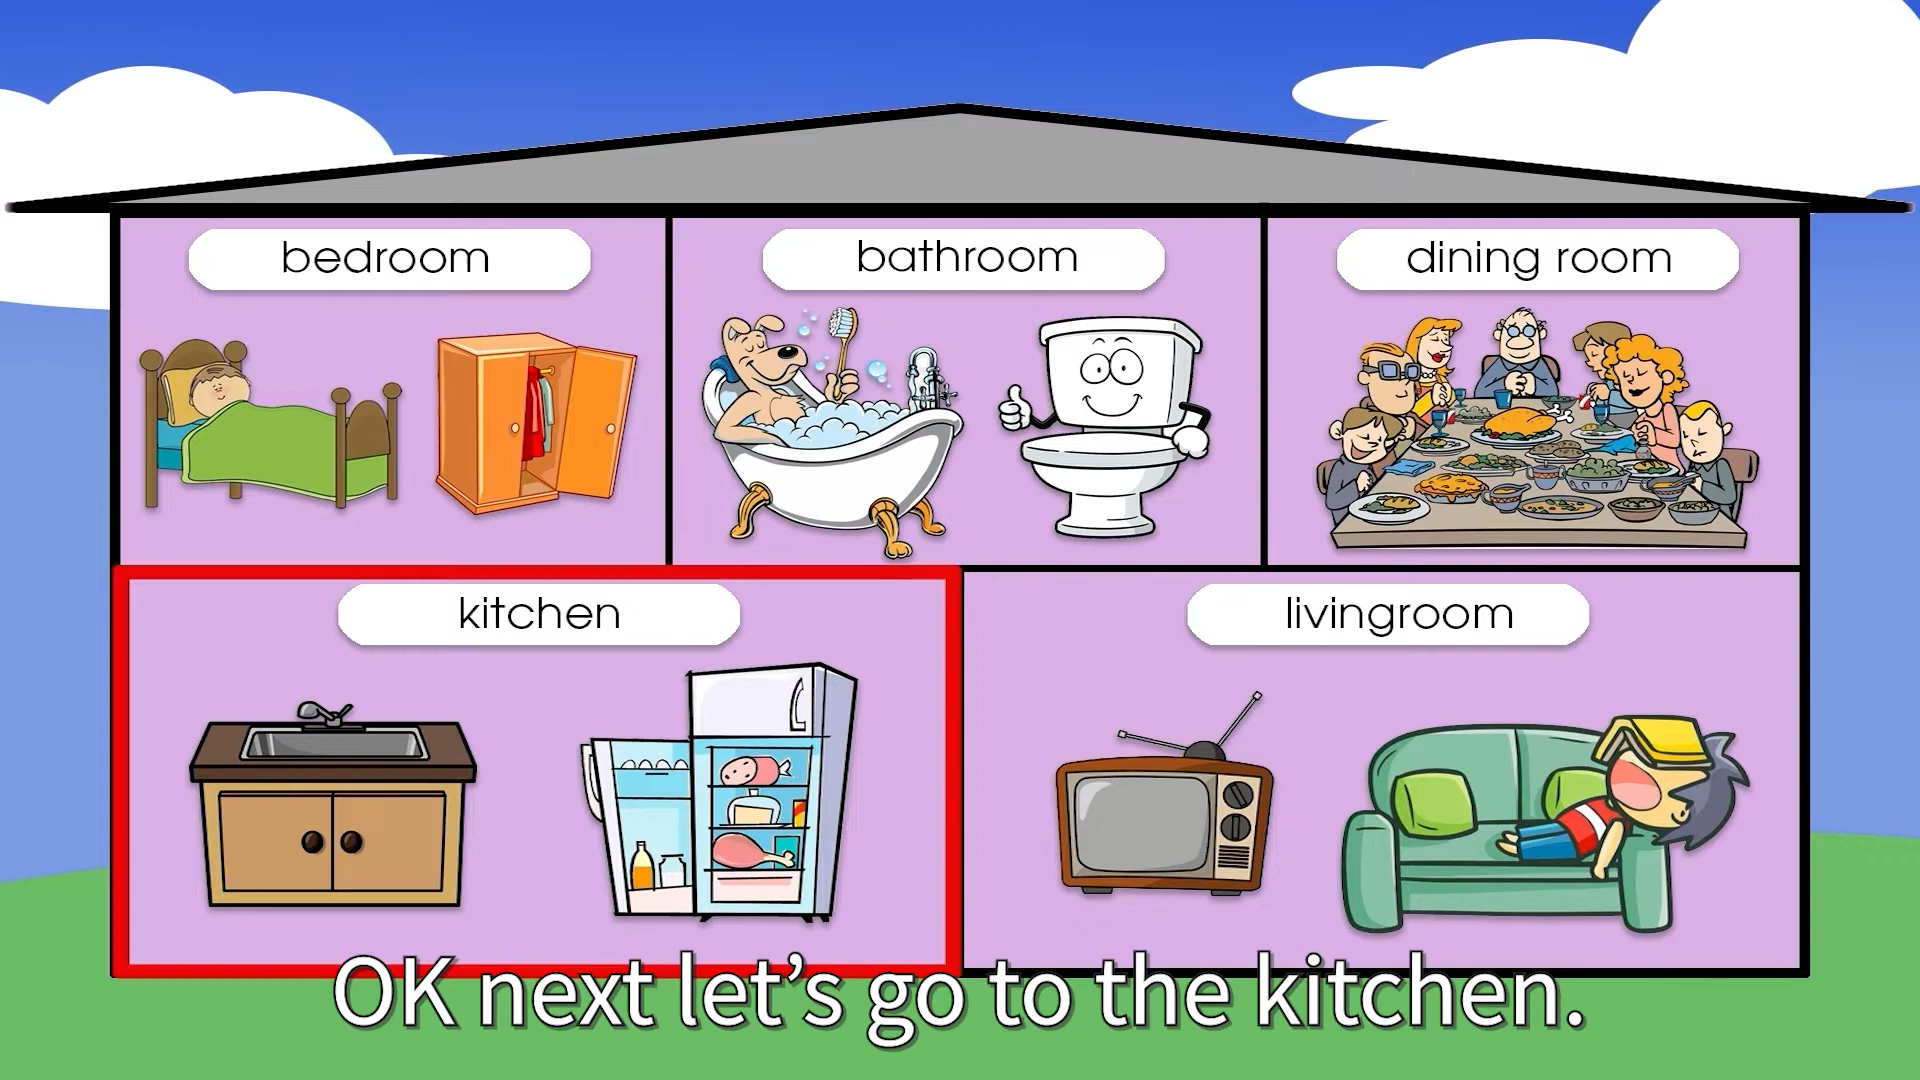 bedroom
bathroom
dining room
kitchen
livingroom
OK next let’s go to the kitchen.